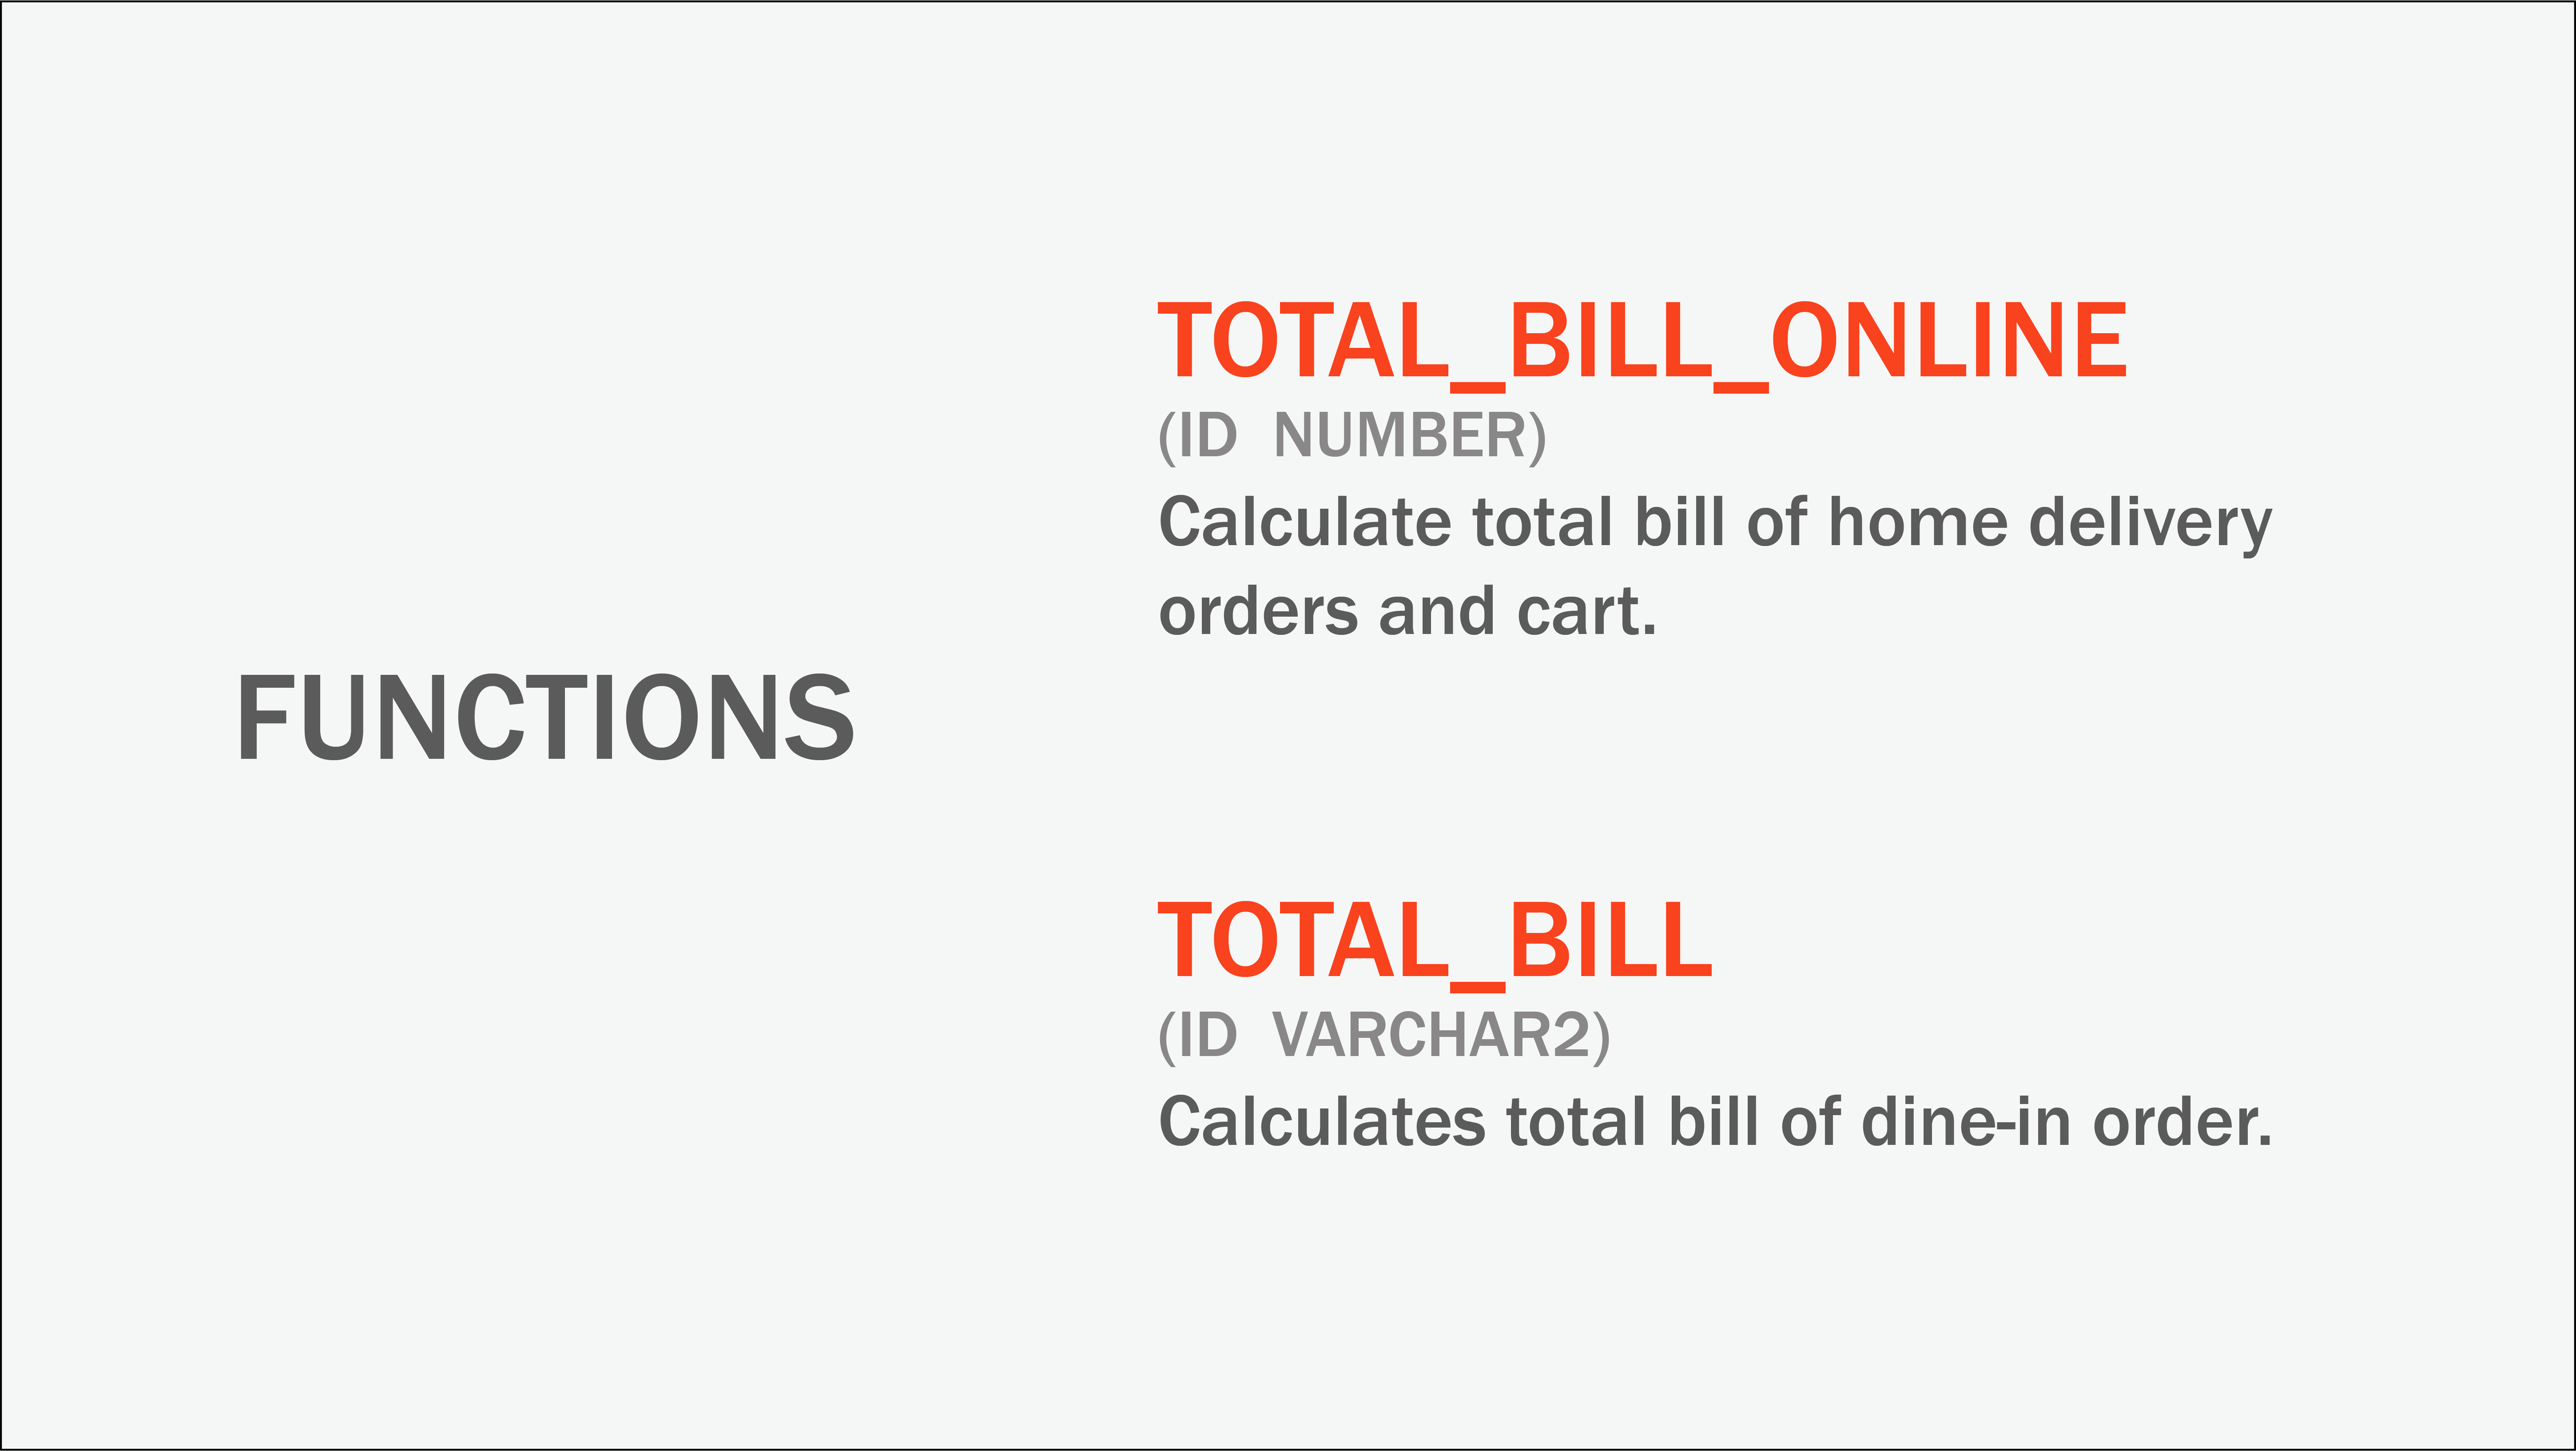 FUNCTIONS
TOTAL_BILL_ONLINE
(ID  NUMBER)
Calculate total bill of home delivery
orders and cart.
TOTAL_BILL
(ID  VARCHAR2)
Calculates total bill of dine-in order.